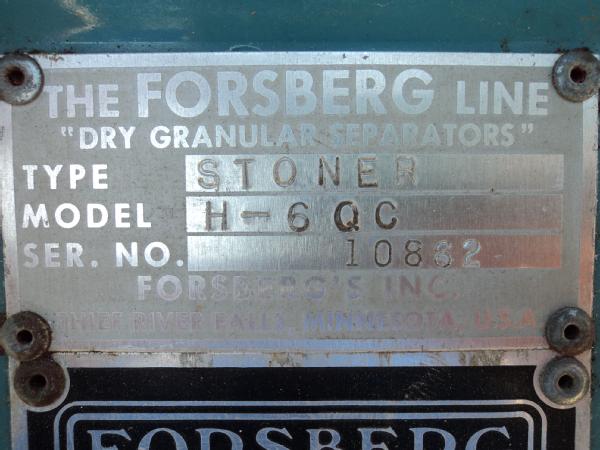 THE FORSBERG LINE
"DRY GRANULAR SEPARATORS"
TYPE STONER
MODEL H-6QC
SER. NO. 10862
FORSBERG'S INC.
THIEF RIVER FALLS, MINNESOTA, U.S.A
FORSBERG